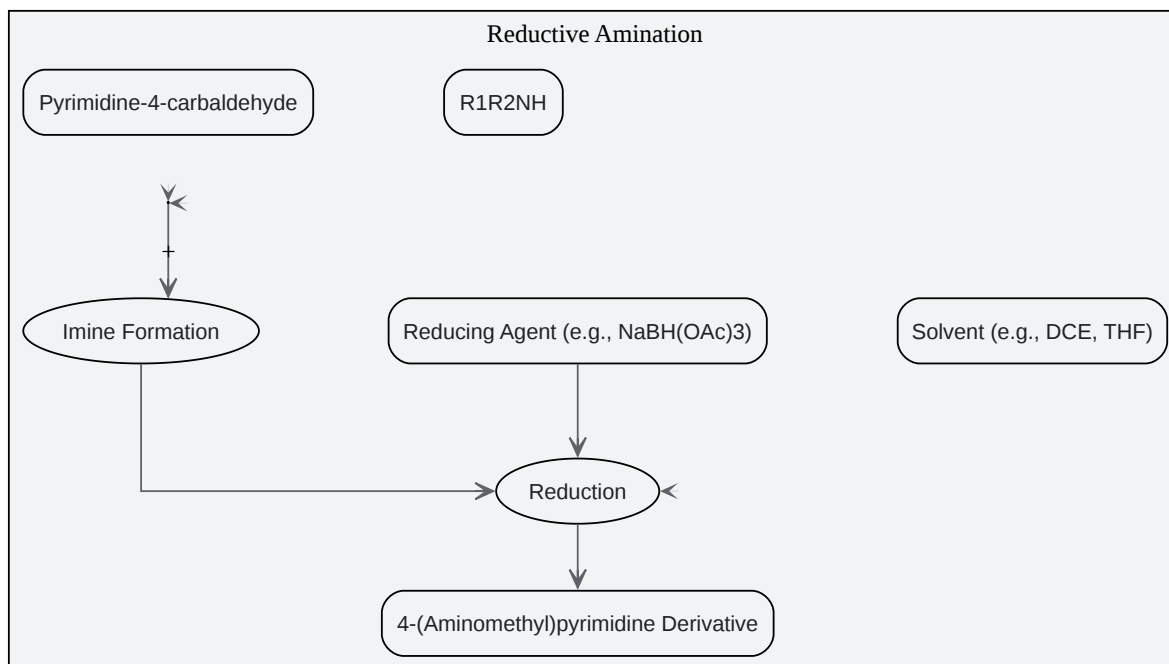 Reductive Amination
Pyrimidine-4-carbaldehyde
R1R2NH
+
Imine Formation
Reducing Agent (e.g., NaBH(OAc)3)
Solvent (e.g., DCE, THF)
Reduction
4-(Aminomethyl)pyrimidine Derivative